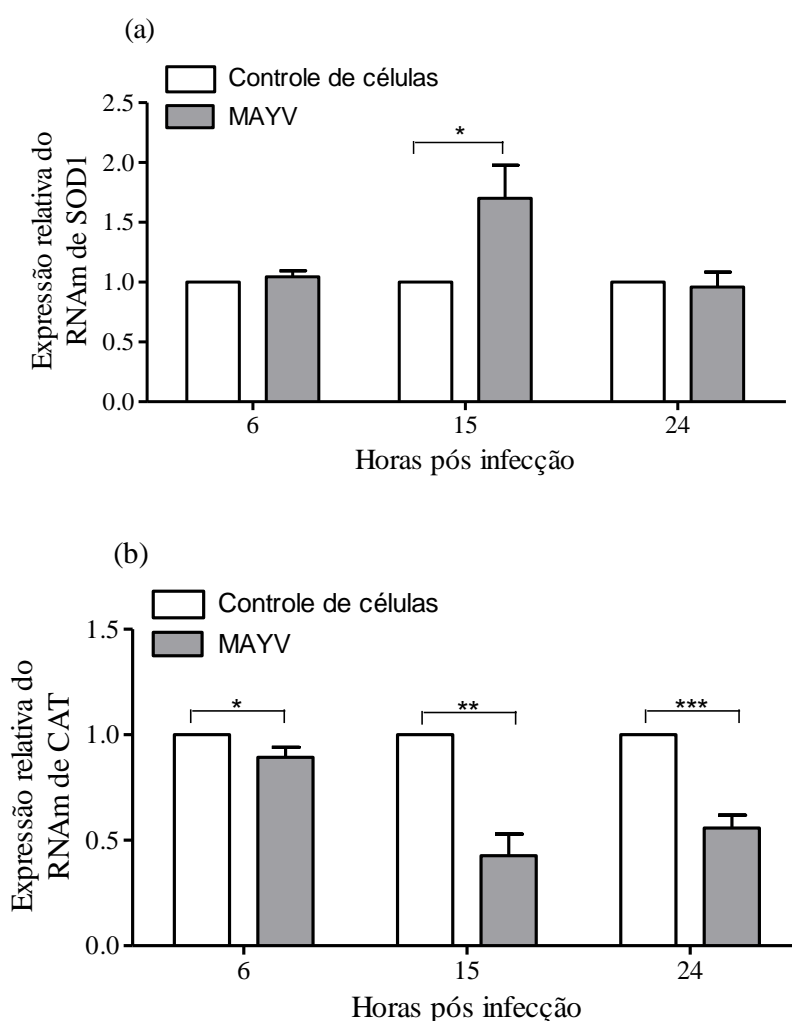 (a)
Controle de células
MAYV
Expressão relativa do
RNAm de SOD1
2.5
2.0
1.5
1.0
0.5
0.0
*
6 15 24
Horas pós infecção
(b)
Controle de células
MAYV
Expressão relativa do
RNAm de CAT
1.5
1.0
0.5
0.0
* ** ***
6 15 24
Horas pós infecção